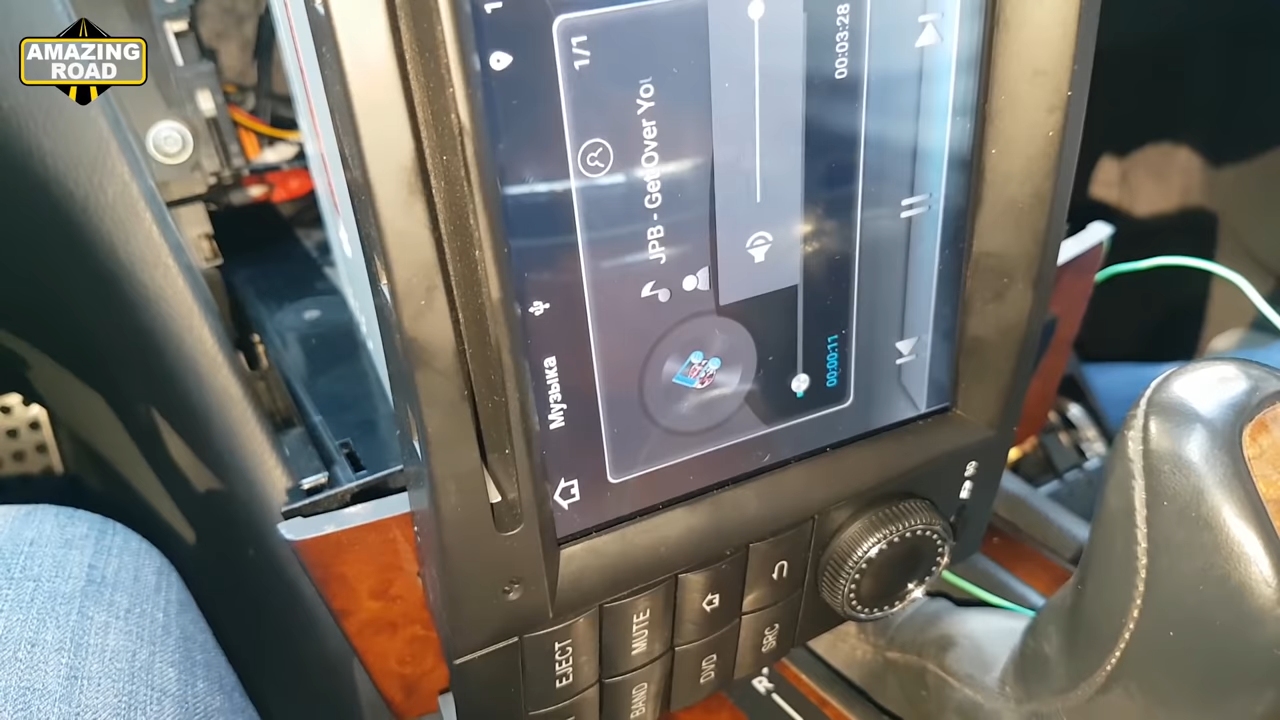 AMAZING
ROAD
Музыка
1/1
JPB - Get Over You
00:00:11
00:03:28
EJECT
MUTE
BAND
DVD
SRC
R